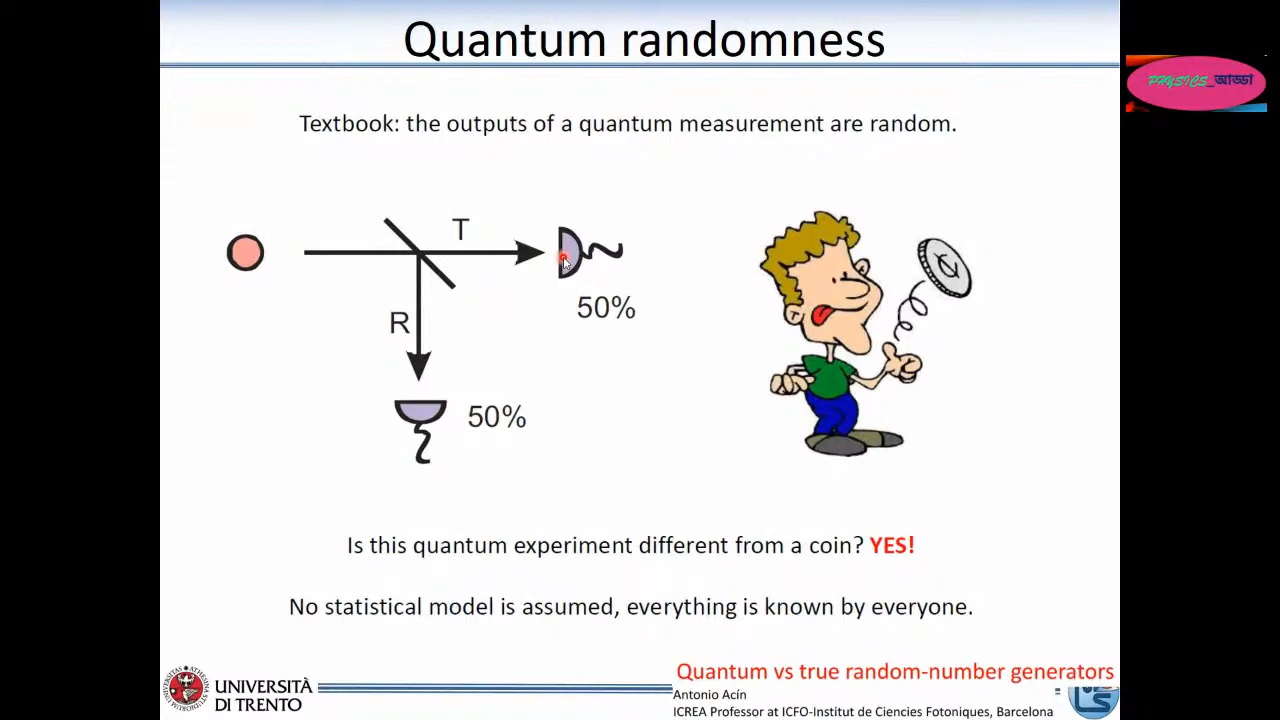 Quantum randomness
PHYSICS_আড্ডা
Textbook: the outputs of a quantum measurement are random.
T
50%
R
50%
Is this quantum experiment different from a coin? YES!
No statistical model is assumed, everything is known by everyone.
Quantum vs true random-number generators
UNIVERSITÀ
DI TRENTO
Antonio Acín
ICREA Professor at ICFO-Institut de Ciencies Fotoniques, Barcelona